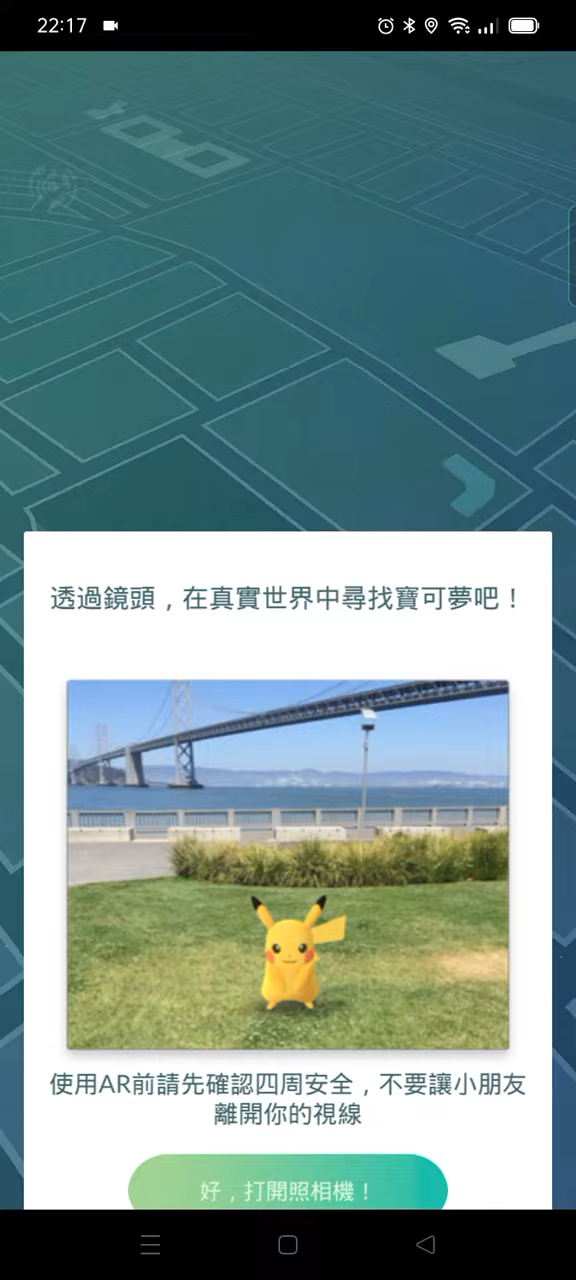 22:17
透過鏡頭，在真實世界中尋找寶可夢吧！
使用AR前請先確認四周安全，不要讓小朋友
離開你的視線
好，打開照相機！